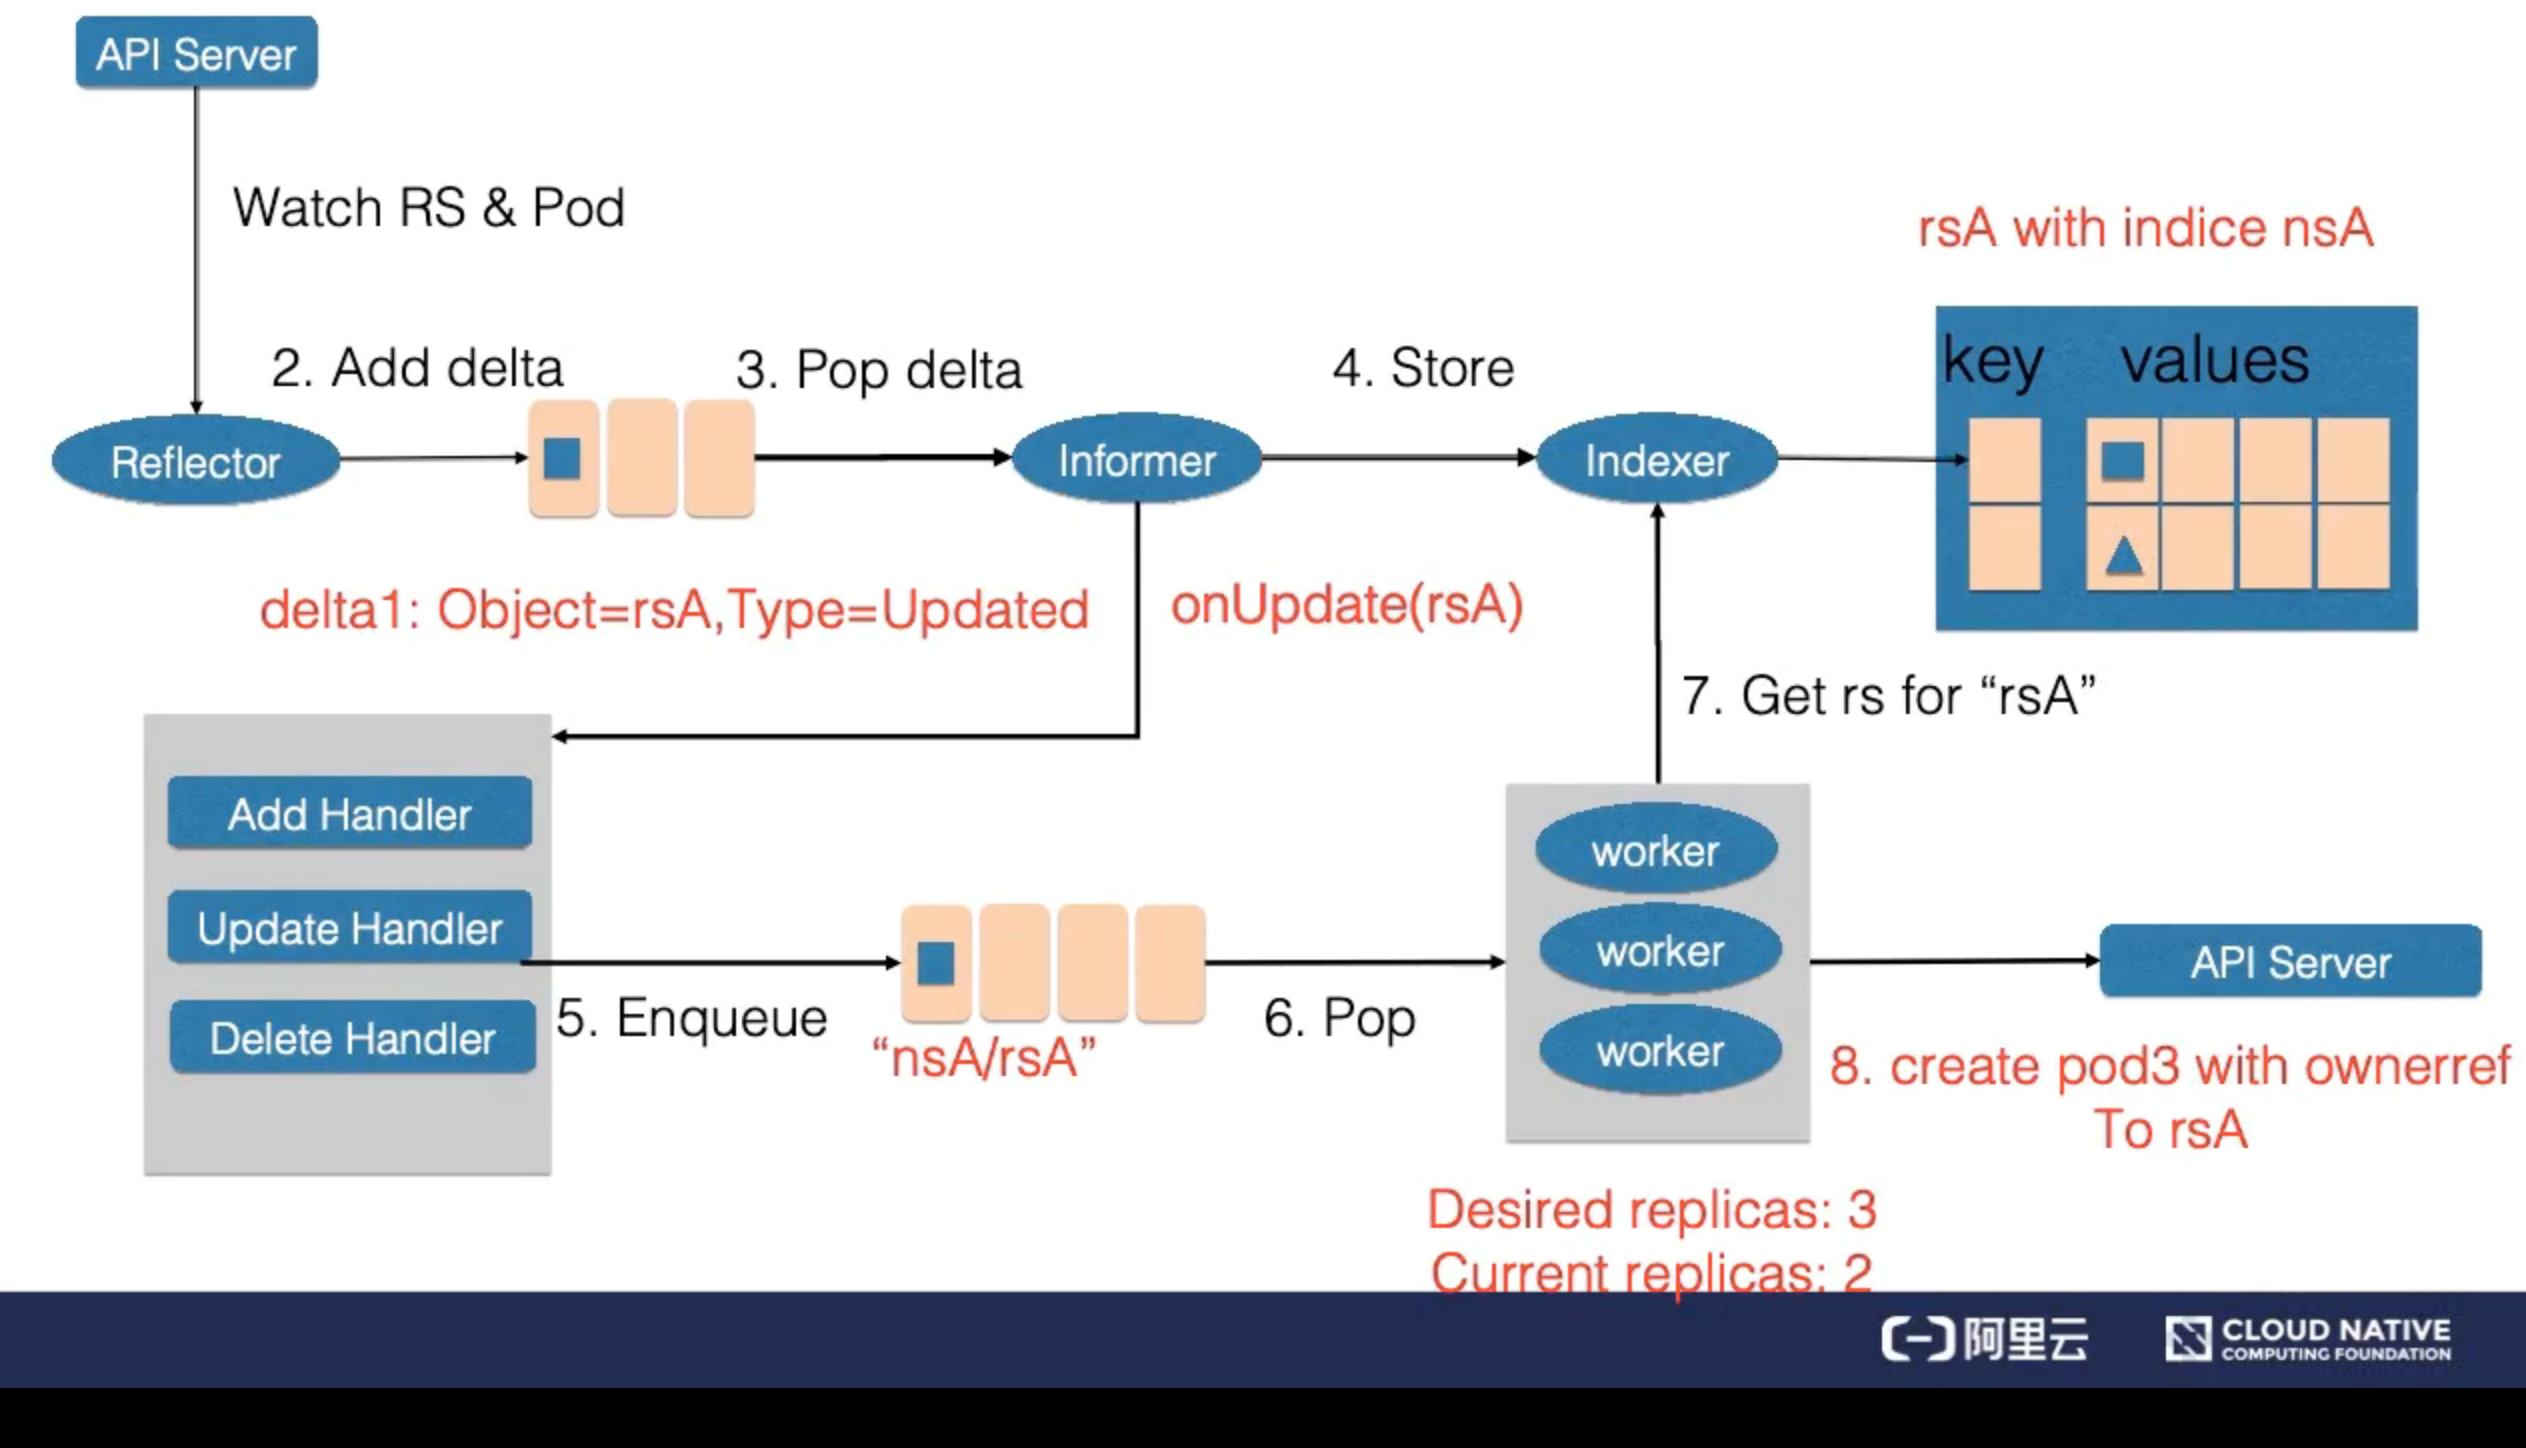 API Server
Watch RS & Pod
rsA with indice nsA
2. Add delta
3. Pop delta
4. Store
key values
Reflector
Informer
Indexer
delta1: Object=rsA,Type=Updated
onUpdate(rsA)
7. Get rs for “rsA”
Add Handler
Update Handler
Delete Handler
5. Enqueue
“nsA/rsA”
6. Pop
worker
worker
worker
API Server
8. create pod3 with ownerref
To rsA
Desired replicas: 3
Current replicas: 2
阿里云
CLOUD NATIVE
COMPUTING FOUNDATION